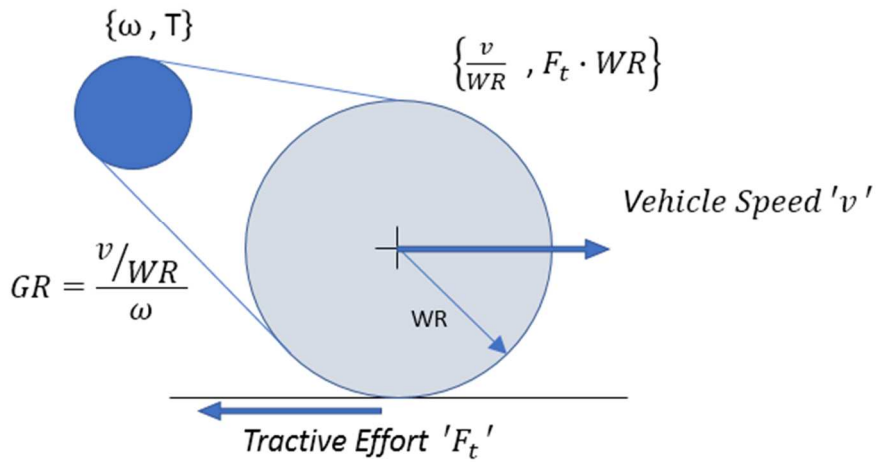 {ω , T}
{v/WR , F_t · WR}
Vehicle Speed 'v'
GR = (v/WR)/ω
WR
Tractive Effort 'F_t'